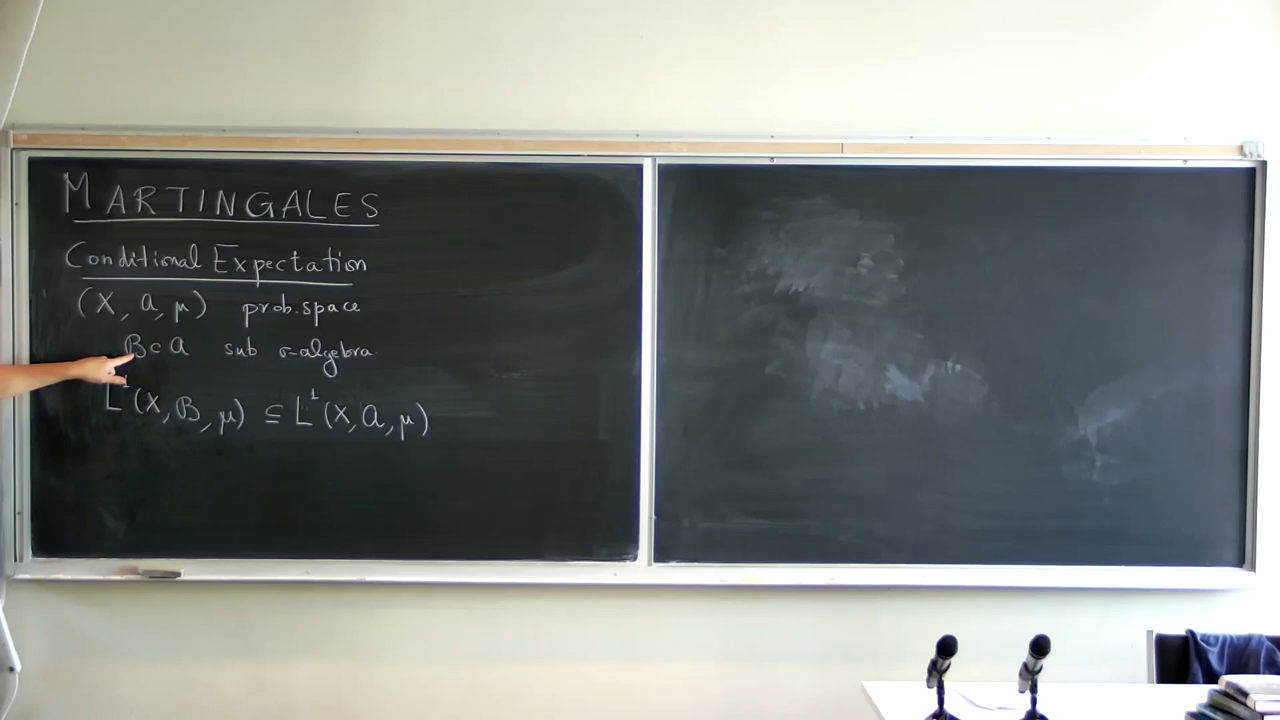 MARTINGALES
Conditional Expectation
(X, 𝒜, μ) prob. space
ℬ ⊂ 𝒜 sub σ-algebra.
L¹(X, ℬ, μ) ⊆ L¹(X, 𝒜, μ)